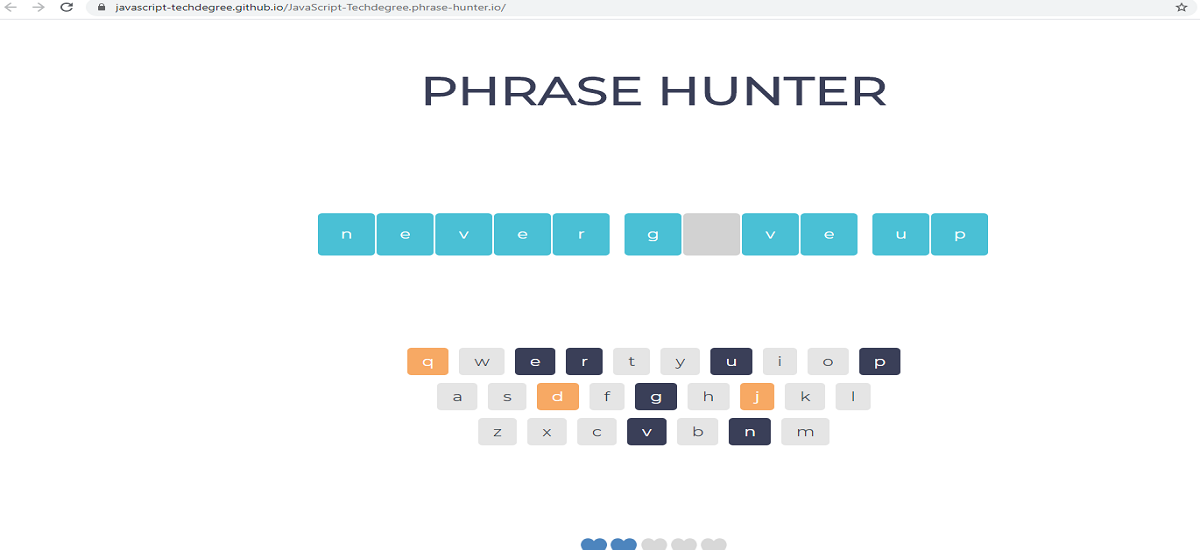 javascript-techdegree.github.io/JavaScript-Techdegree.phrase-hunter.io/
PHRASE HUNTER
n e v e r g v e u p
q w e r t y u i o p
a s d f g h j k l
z x c v b n m